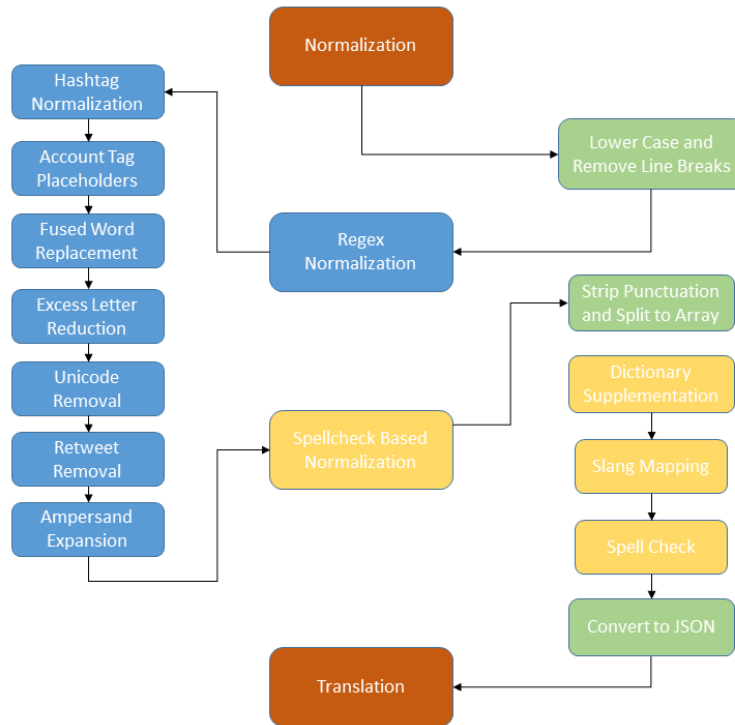 Normalization
Lower Case and
Remove Line Breaks
Regex
Normalization
Hashtag
Normalization
Account Tag
Placeholders
Fused Word
Replacement
Excess Letter
Reduction
Unicode
Removal
Retweet
Removal
Ampersand
Expansion
Spellcheck Based
Normalization
Strip Punctuation
and Split to Array
Dictionary
Supplementation
Slang Mapping
Spell Check
Convert to JSON
Translation